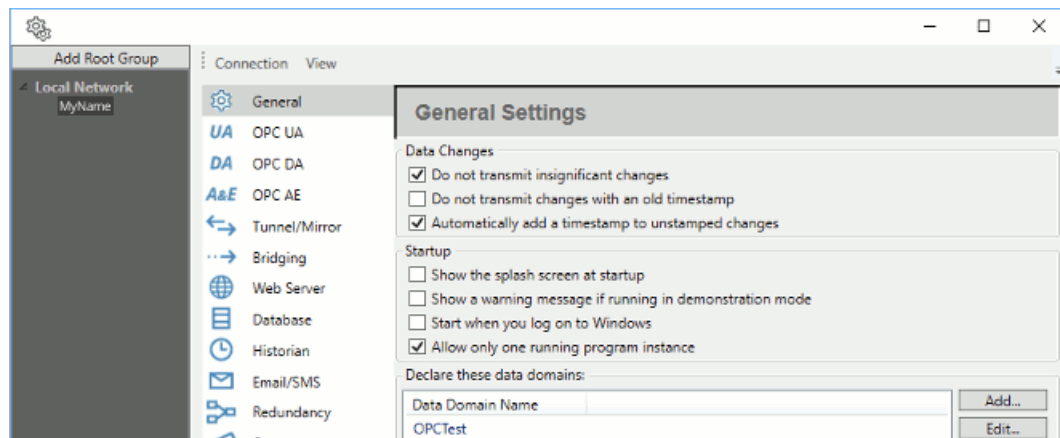 Add Root Group
Connection View
Local Network
MyName
General
UA OPC UA
DA OPC DA
A&E OPC AE
Tunnel/Mirror
Bridging
Web Server
Database
Historian
Email/SMS
Redundancy
General Settings
Data Changes
Do not transmit insignificant changes
Do not transmit changes with an old timestamp
Automatically add a timestamp to unstamped changes
Startup
Show the splash screen at startup
Show a warning message if running in demonstration mode
Start when you log on to Windows
Allow only one running program instance
Declare these data domains:
Data Domain Name
OPCTest
Add...
Edit...